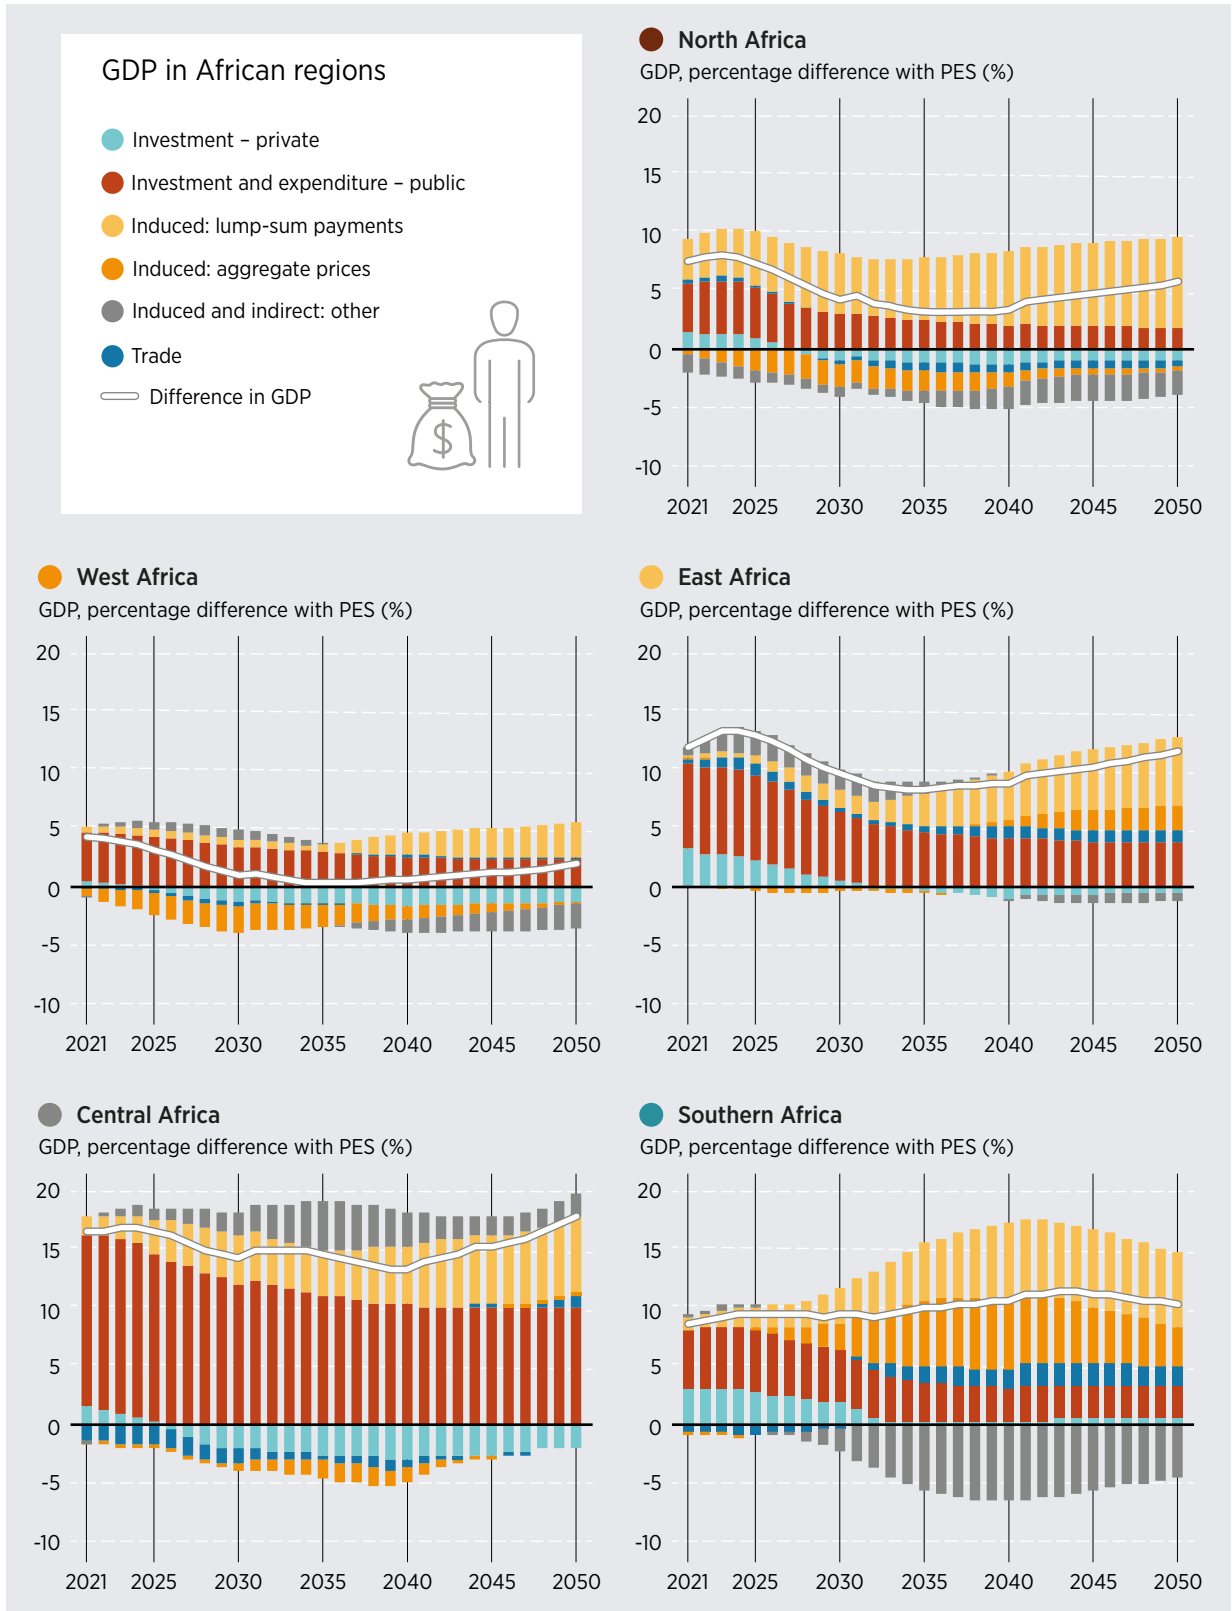 GDP in African regions
Investment – private
Investment and expenditure – public
Induced: lump-sum payments
Induced: aggregate prices
Induced and indirect: other
Trade
Difference in GDP
$
North Africa
GDP, percentage difference with PES (%)
20
15
10
5
0
-5
-10
2021 2025 2030 2035 2040 2045 2050
West Africa
GDP, percentage difference with PES (%)
20
15
10
5
0
-5
-10
2021 2025 2030 2035 2040 2045 2050
East Africa
GDP, percentage difference with PES (%)
20
15
10
5
0
-5
-10
2021 2025 2030 2035 2040 2045 2050
Central Africa
GDP, percentage difference with PES (%)
20
15
10
5
0
-5
-10
2021 2025 2030 2035 2040 2045 2050
Southern Africa
GDP, percentage difference with PES (%)
20
15
10
5
0
-5
-10
2021 2025 2030 2035 2040 2045 2050